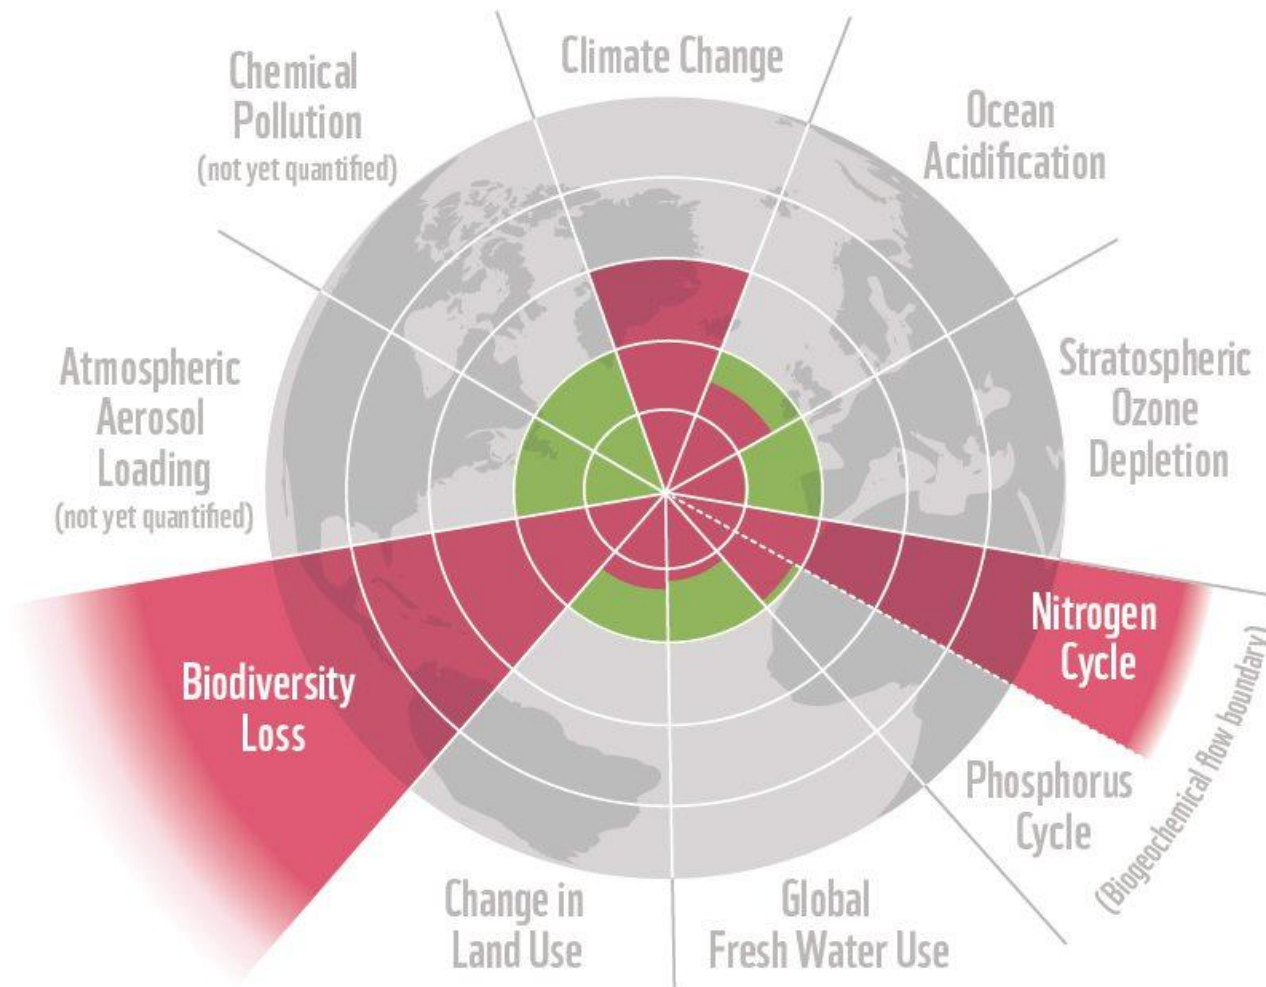 Climate Change
Chemical
Pollution
(not yet quantified)
Ocean
Acidification
Atmospheric
Aerosol
Loading
(not yet quantified)
Stratospheric
Ozone
Depletion
Biodiversity
Loss
Nitrogen
Cycle
Phosphorus
Cycle
(Biogeochemical flow boundary)
Change in
Land Use
Global
Fresh Water Use